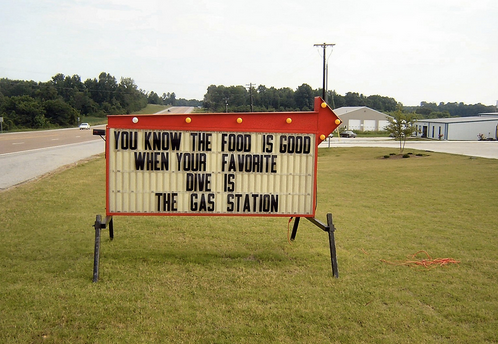 YOU KNOW THE FOOD IS GOOD
WHEN YOUR FAVORITE
DIVE IS
THE GAS STATION